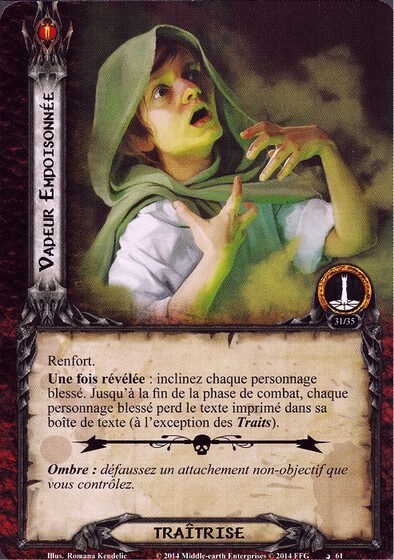 Vapeur Empoisonnée
31/35
Renfort.
Une fois révélée : inclinez chaque personnage
blessé. Jusqu'à la fin de la phase de combat, chaque
personnage blessé perd le texte imprimé dans sa
boîte de texte (à l'exception des Traits).
Ombre : défaussez un attachement non-objectif que
vous contrôlez.
TRAÎTRISE
Illus. Romana Kendelic © 2014 Middle-earth Enterprises © 2014 FFG 61